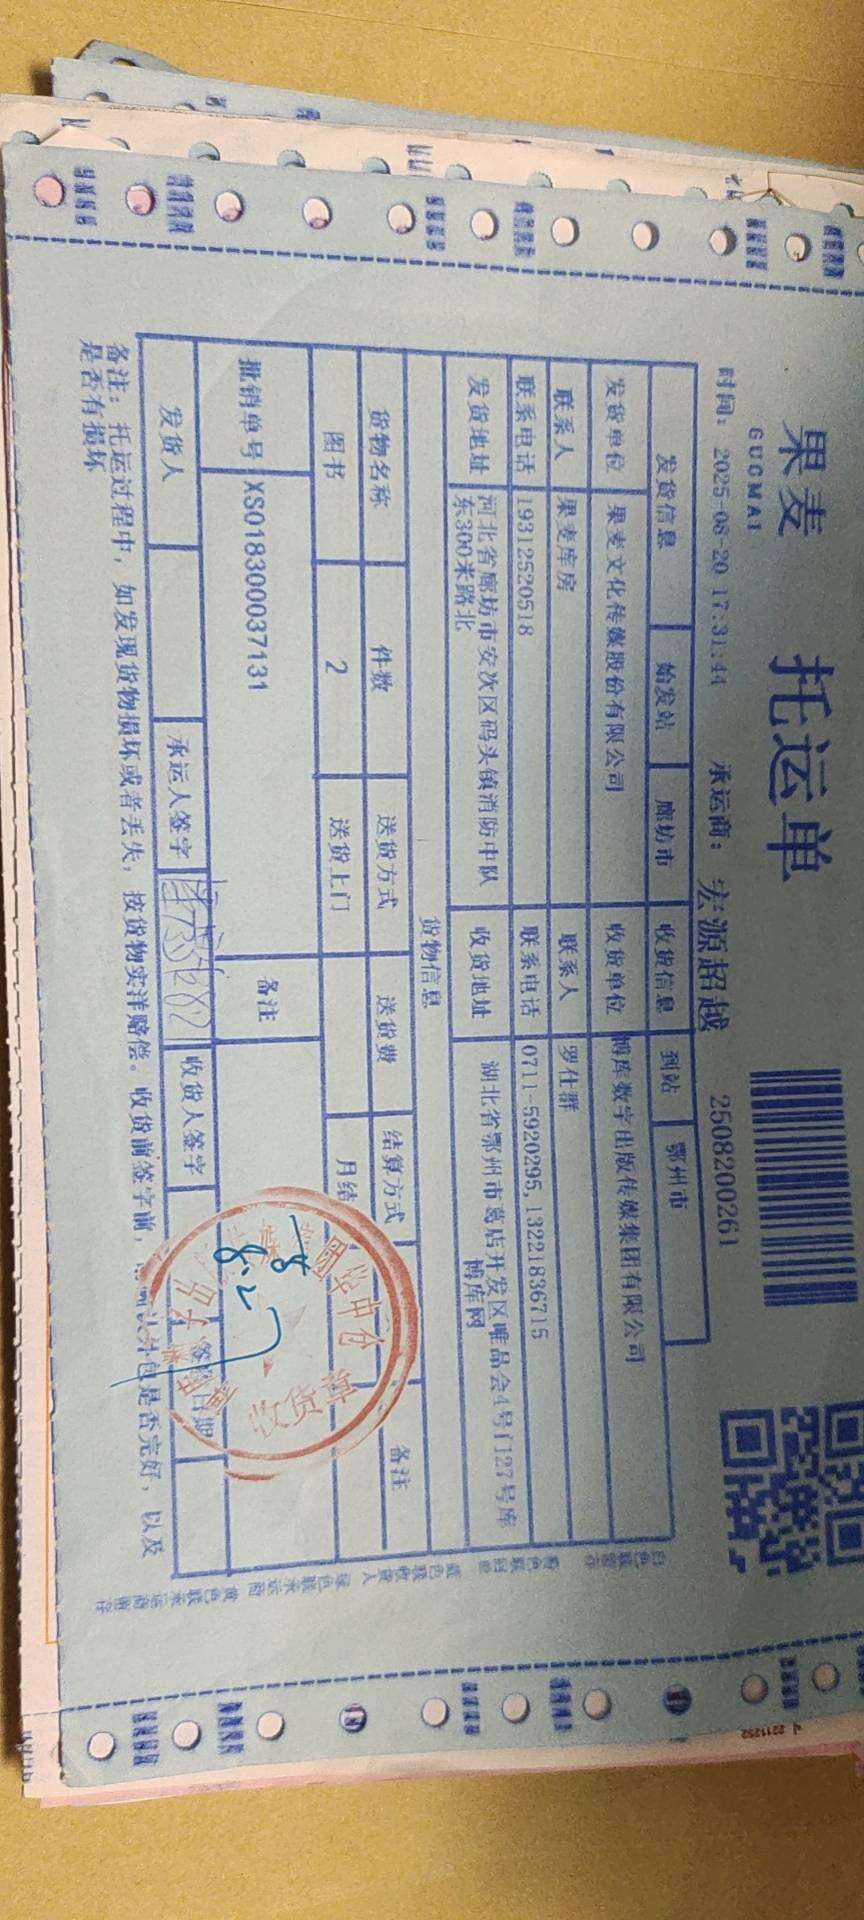 果麦
GUOMAI
托运单
时间: 2025-08-20 17:31:44 承运商: 宏源超越 2508200261
发货信息 始发站 廊坊市 收货信息 到站 鄂州市
发货单位 果麦文化传媒股份有限公司 收货单位 博库数字出版传媒集团有限公司
联系人 果麦库房 联系人 罗仕群
联系电话 19312520518 联系电话 0711-5920295,13221836715
发货地址 河北省廊坊市安次区码头镇消防中队东300米路北 收货地址 湖北省鄂州市葛店开发区唯品会4号门27号库博库网
货物信息
货物名称 件数 送货方式 送货费 结算方式 备注
图书 2 送货上门 月结
批销单号 XS018300037131 备注
发货人 承运人签字 收货人签字 签收日期
备注: 托运过程中, 如发现货物损坏或者丢失, 按货物实洋赔偿。收货前签字前, 请确认外包是否完好, 以及
是否有损坏
收货章
8.2